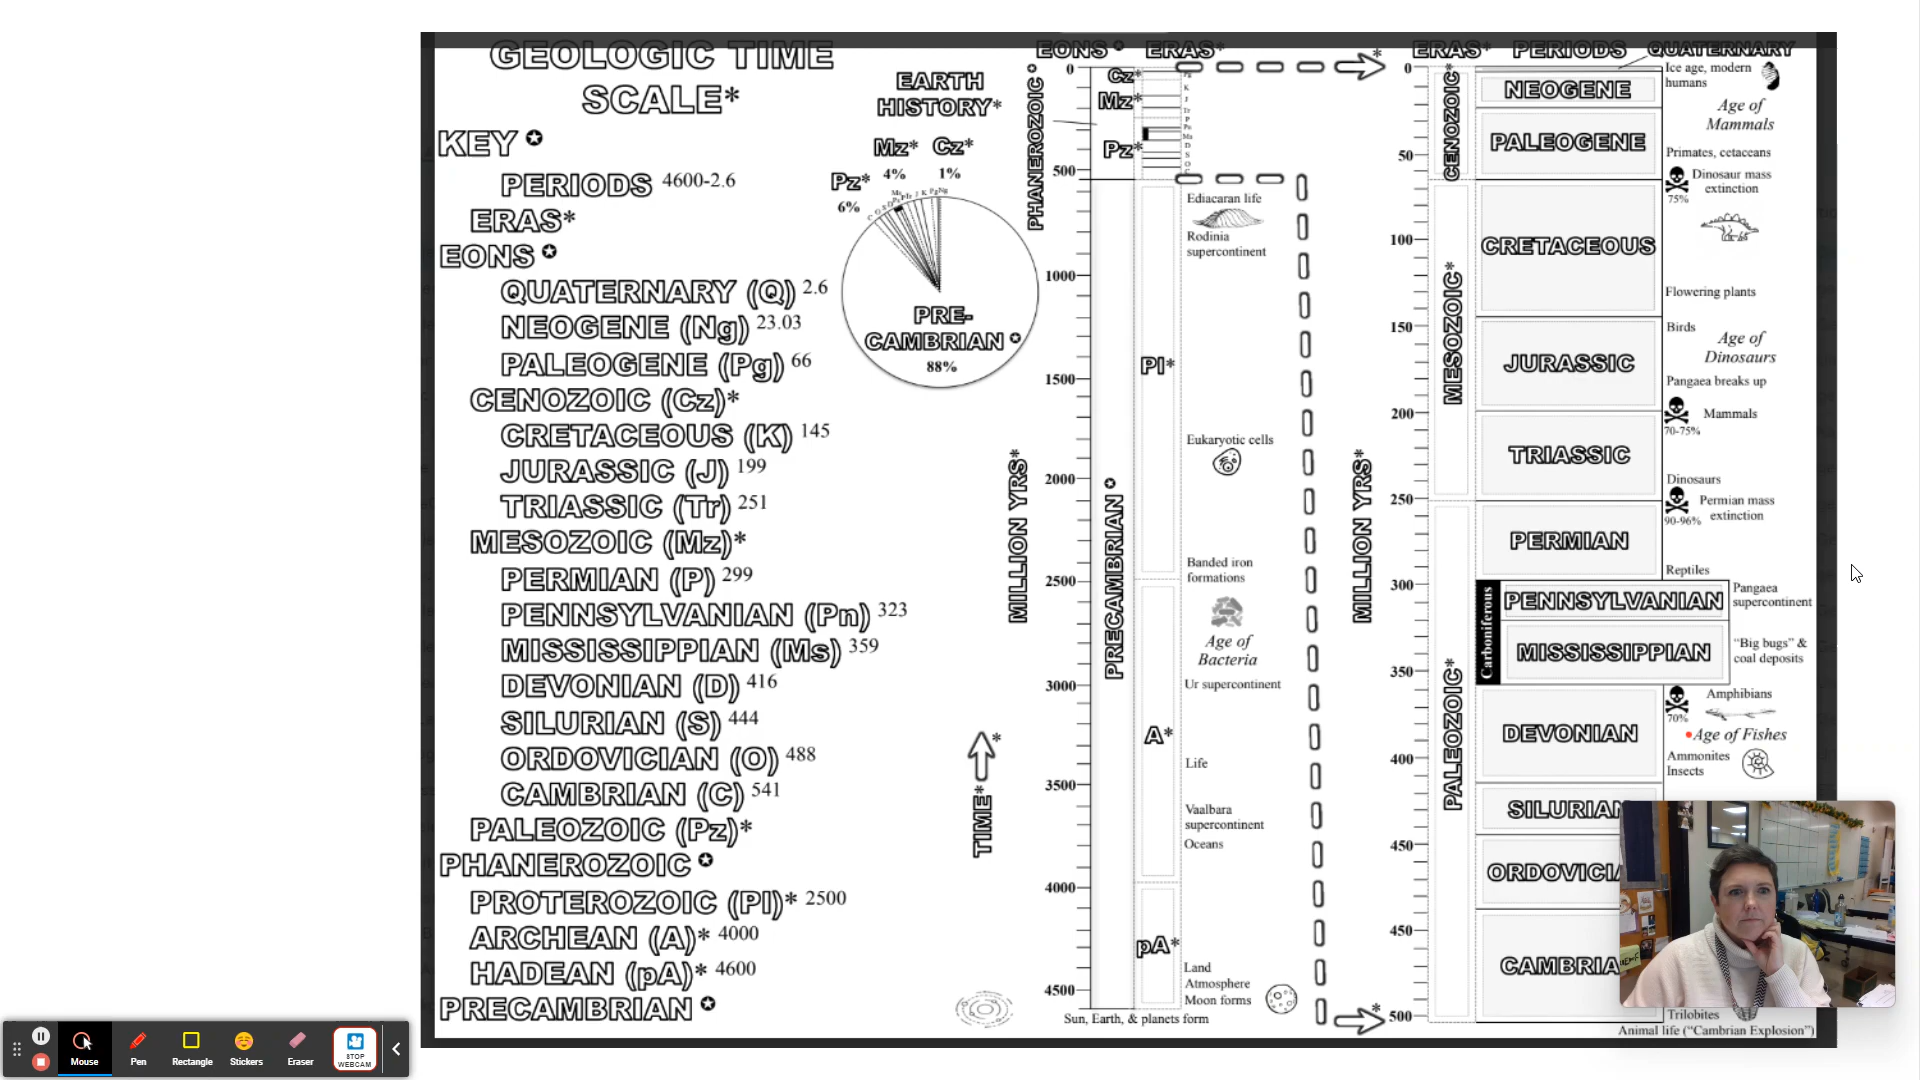 GEOLOGIC TIME
SCALE*
KEY ✪
PERIODS 4600-2.6
ERAS*
EONS ✪
QUATERNARY (Q) 2.6
NEOGENE (Ng) 23.03
PALEOGENE (Pg) 66
CENOZOIC (Cz)*
CRETACEOUS (K) 145
JURASSIC (J) 199
TRIASSIC (Tr) 251
MESOZOIC (Mz)*
PERMIAN (P) 299
PENNSYLVANIAN (Pn) 323
MISSISSIPPIAN (Ms) 359
DEVONIAN (D) 416
SILURIAN (S) 444
ORDOVICIAN (O) 488
CAMBRIAN (C) 541
PALEOZOIC (Pz)*
PHANEROZOIC ✪
PROTEROZOIC (Pl)* 2500
ARCHEAN (A)* 4000
HADEAN (pA)* 4600
PRECAMBRIAN ✪
EARTH
HISTORY*
Mz* Cz*
4% 1%
Pz*
6%
PRE-
CAMBRIAN ✪
88%
TIME*
EONS ✪ ERAS*
MILLION YRS*
0
500
1000
1500
2000
2500
3000
3500
4000
4500
PHANEROZOIC ✪
PRECAMBRIAN ✪
Cz*
Mz*
Pz*
Pl*
A*
pA*
Ediacaran life
Rodinia
supercontinent
Eukaryotic cells
Banded iron
formations
Age of
Bacteria
Ur supercontinent
Life
Vaalbara
supercontinent
Oceans
Land
Atmosphere
Moon forms
Sun, Earth, & planets form
*
*
ERAS* PERIODS QUATERNARY
MILLION YRS*
0
50
100
150
200
250
300
350
400
450
450
500
CENOZOIC*
MESOZOIC*
PALEOZOIC*
NEOGENE
PALEOGENE
CRETACEOUS
JURASSIC
TRIASSIC
PERMIAN
Carboniferous
PENNSYLVANIAN
MISSISSIPPIAN
DEVONIAN
SILURIAN
ORDOVICIA
CAMBRIA
Ice age, modern
humans
Age of
Mammals
Primates, cetaceans
Dinosaur mass
extinction
75%
Flowering plants
Birds
Age of
Dinosaurs
Pangaea breaks up
Mammals
70-75%
Dinosaurs
Permian mass
extinction
90-96%
Reptiles
Pangaea
supercontinent
"Big bugs" &
coal deposits
Amphibians
70%
Age of Fishes
Ammonites
Insects
Trilobites
Animal life ("Cambrian Explosion")
Mouse
Pen
Rectangle
Stickers
Eraser
STOP
WEBCAM